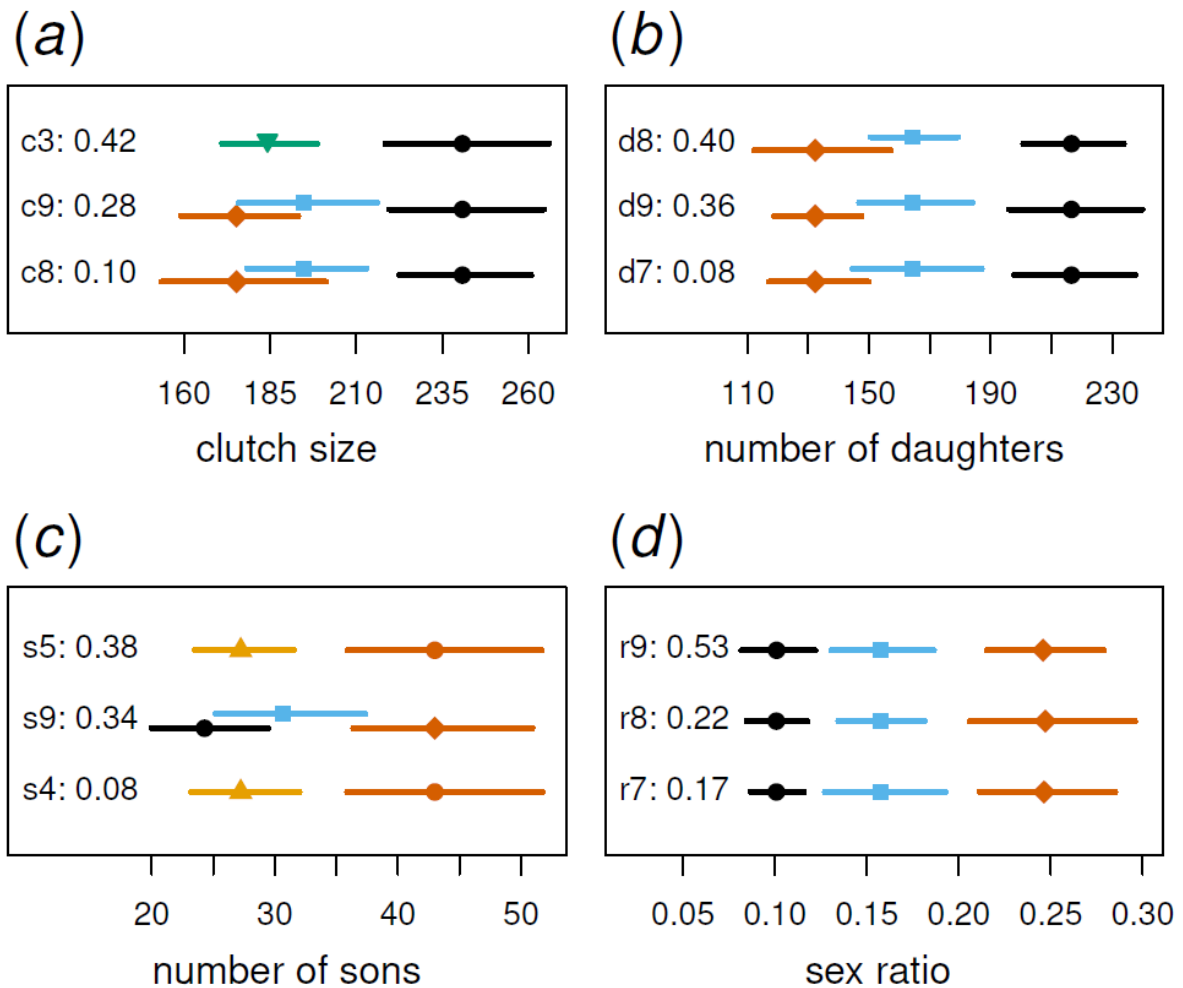 (a)
c3: 0.42
c9: 0.28
c8: 0.10
160 185 210 235 260
clutch size
(b)
d8: 0.40
d9: 0.36
d7: 0.08
110 150 190 230
number of daughters
(c)
s5: 0.38
s9: 0.34
s4: 0.08
20 30 40 50
number of sons
(d)
r9: 0.53
r8: 0.22
r7: 0.17
0.05 0.10 0.15 0.20 0.25 0.30
sex ratio